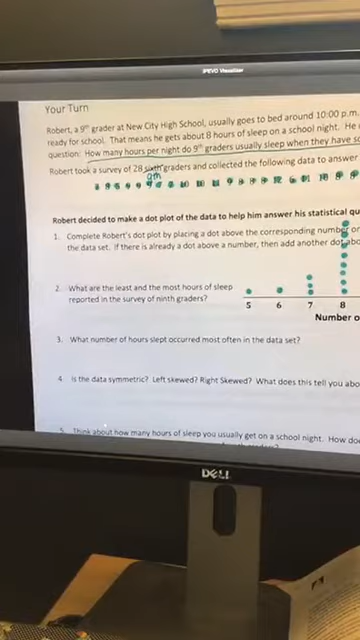 IPEVO Visualizer
Your Turn
Robert, a 9th grader at New City High School, usually goes to bed around 10:00 p.m.
ready for school. That means he gets about 8 hours of sleep on a school night. He
question: How many hours per night do 9th graders usually sleep when they have sc
Robert took a survey of 28 sixth graders and collected the following data to answer
9th
Robert decided to make a dot plot of the data to help him answer his statistical qu
1. Complete Robert's dot plot by placing a dot above the corresponding number on
the data set. If there is already a dot above a number, then add another dot abo
2. What are the least and the most hours of sleep
reported in the survey of ninth graders?
5 6 7 8
Number o
3. What number of hours slept occurred most often in the data set?
4 Is the data symmetric? Left skewed? Right Skewed? What does this tell you abo
5. Think about how many hours of sleep you usually get on a school night. How do
DELL